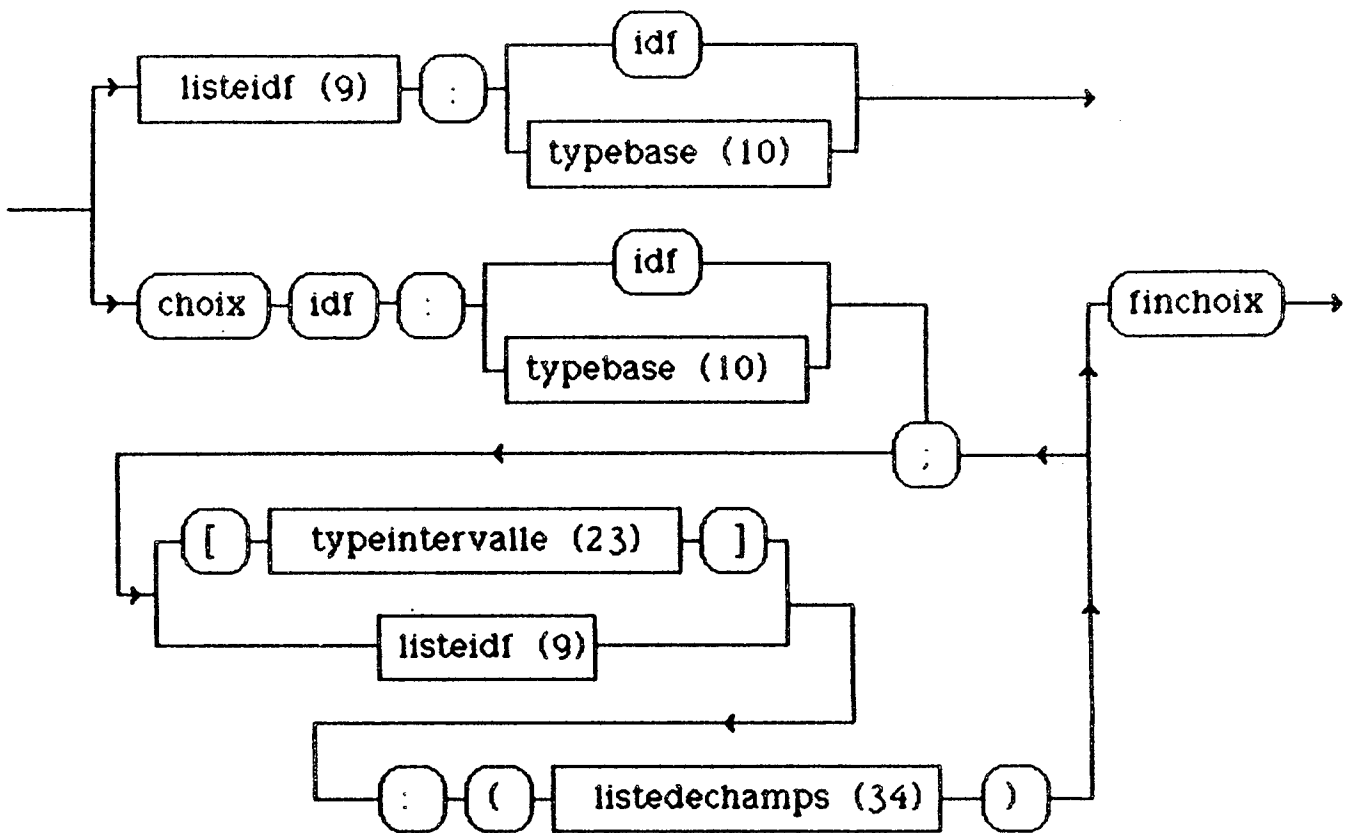 idf
listeidf (9) :
typebase (10)
idf
choix idf : finchoix
typebase (10)
;
[ typeintervalle (23) ]
listeidf (9)
: ( listedechamps (34) )